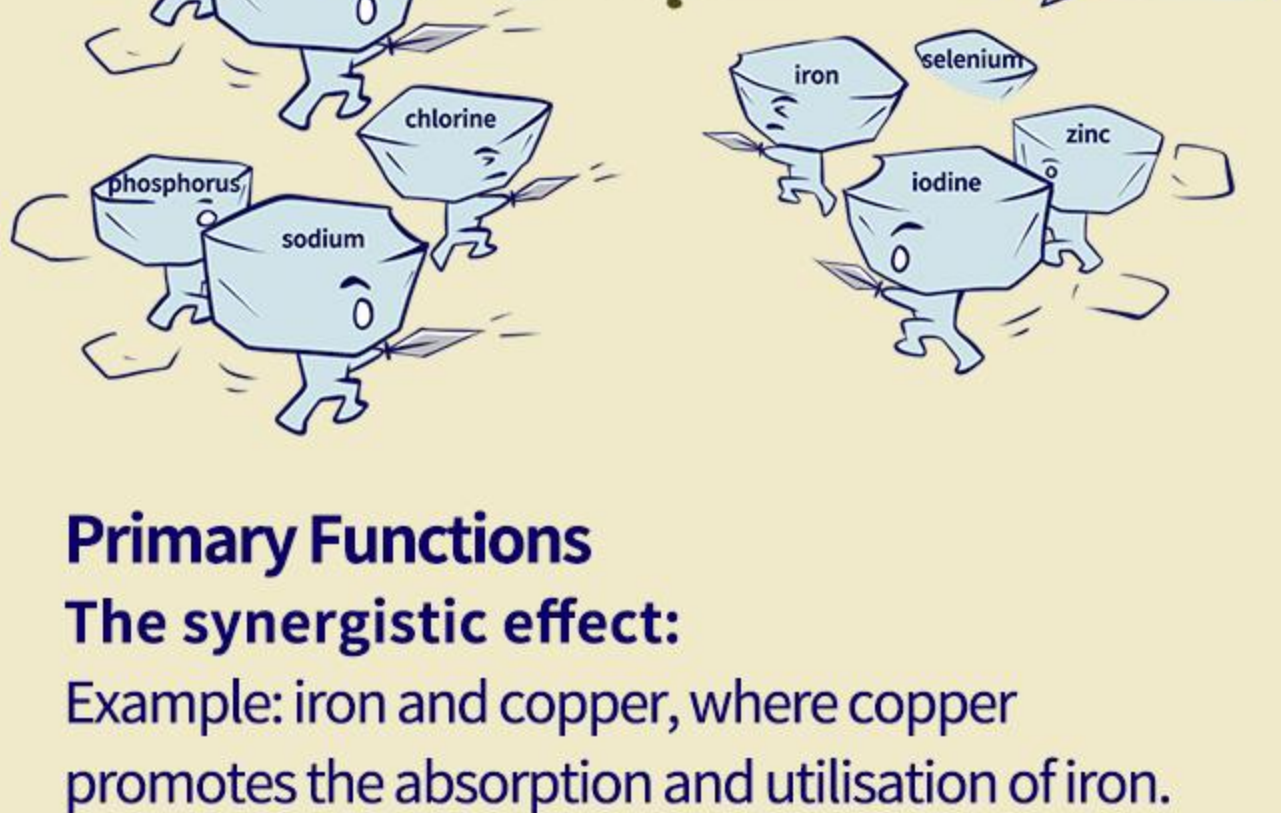 iron
selenium
chlorine
zinc
phosphorus
iodine
sodium
Primary Functions
The synergistic effect:
Example: iron and copper, where copper
promotes the absorption and utilisation of iron.